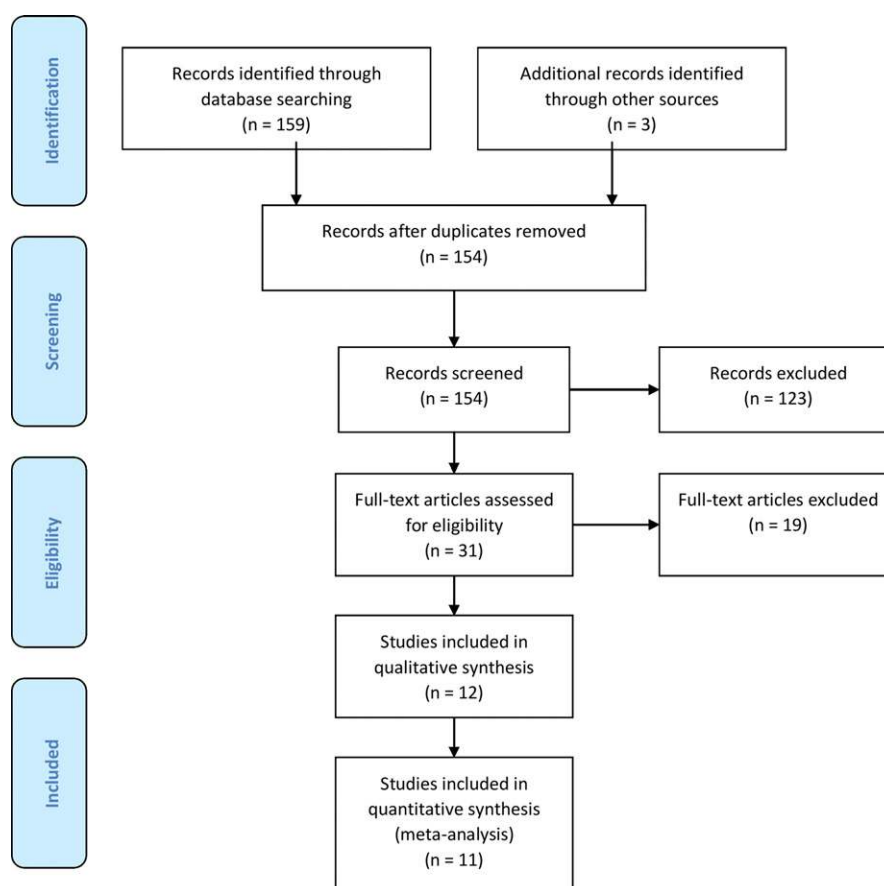 Identification
Records identified through
database searching
(n = 159)
Additional records identified
through other sources
(n = 3)
Records after duplicates removed
(n = 154)
Screening
Records screened
(n = 154)
Records excluded
(n = 123)
Eligibility
Full-text articles assessed
for eligibility
(n = 31)
Full-text articles excluded
(n = 19)
Studies included in
qualitative synthesis
(n = 12)
Included
Studies included in
quantitative synthesis
(meta-analysis)
(n = 11)